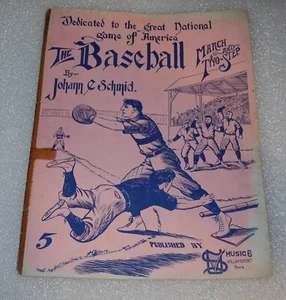 Dedicated to the great National
game of America
The Baseball
March
and
Two-Step
By-
Johann C Schmid.
5
Published By
Music Co
Williamsport